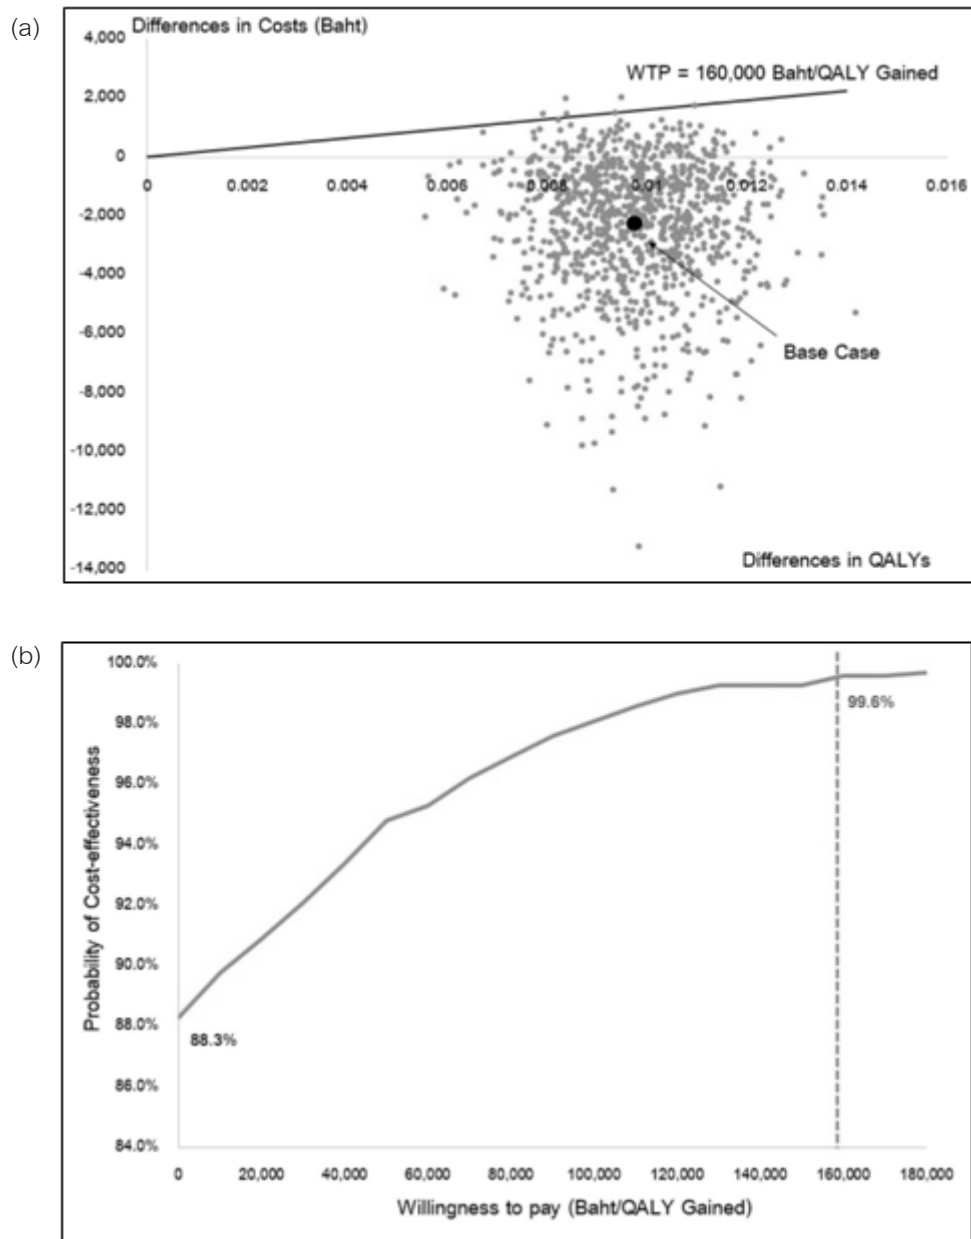 (a)
Differences in Costs (Baht)
4,000
WTP = 160,000 Baht/QALY Gained
2,000
0
0 0.002 0.004 0.006 0.008 0.01 0.012 0.014 0.016
-2,000
-4,000
Base Case
-6,000
-8,000
-10,000
-12,000
Differences in QALYs
-14,000
(b)
100.0%
99.6%
98.0%
96.0%
94.0%
92.0%
90.0%
88.0%
88.3%
86.0%
84.0%
Probability of Cost-effectiveness
0 20,000 40,000 60,000 80,000 100,000 120,000 140,000 160,000 180,000
Willingness to pay (Baht/QALY Gained)